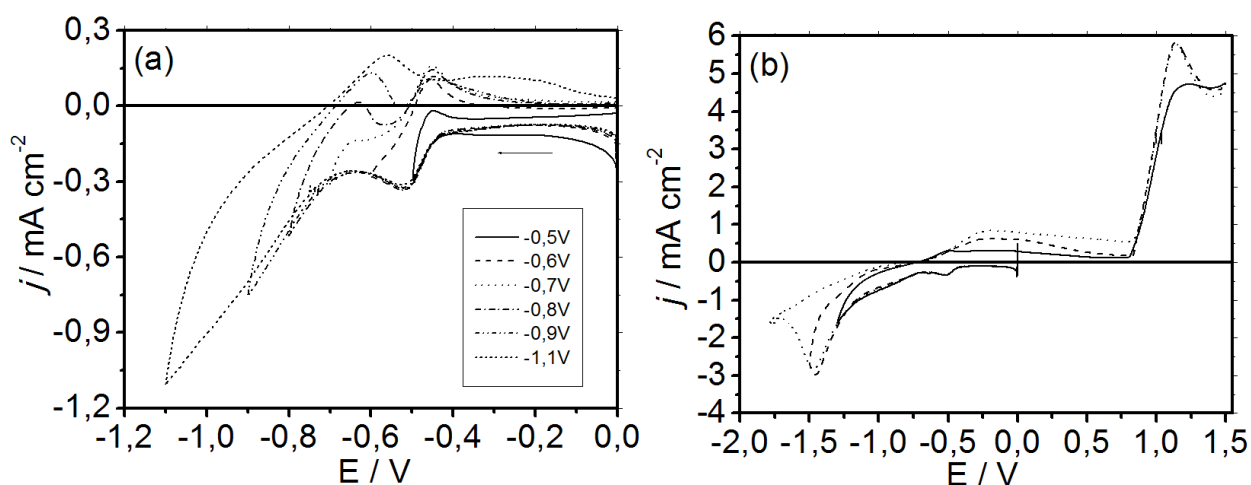 (a)
j / mA cm-2
0,3
0,0
-0,3
-0,6
-0,9
-1,2
-0,5V
-0,6V
-0,7V
-0,8V
-0,9V
-1,1V
-1,2 -1,0 -0,8 -0,6 -0,4 -0,2 0,0
E / V
(b)
j / mA cm-2
6
5
4
3
2
1
0
-1
-2
-3
-4
-2,0 -1,5 -1,0 -0,5 0,0 0,5 1,0 1,5
E / V